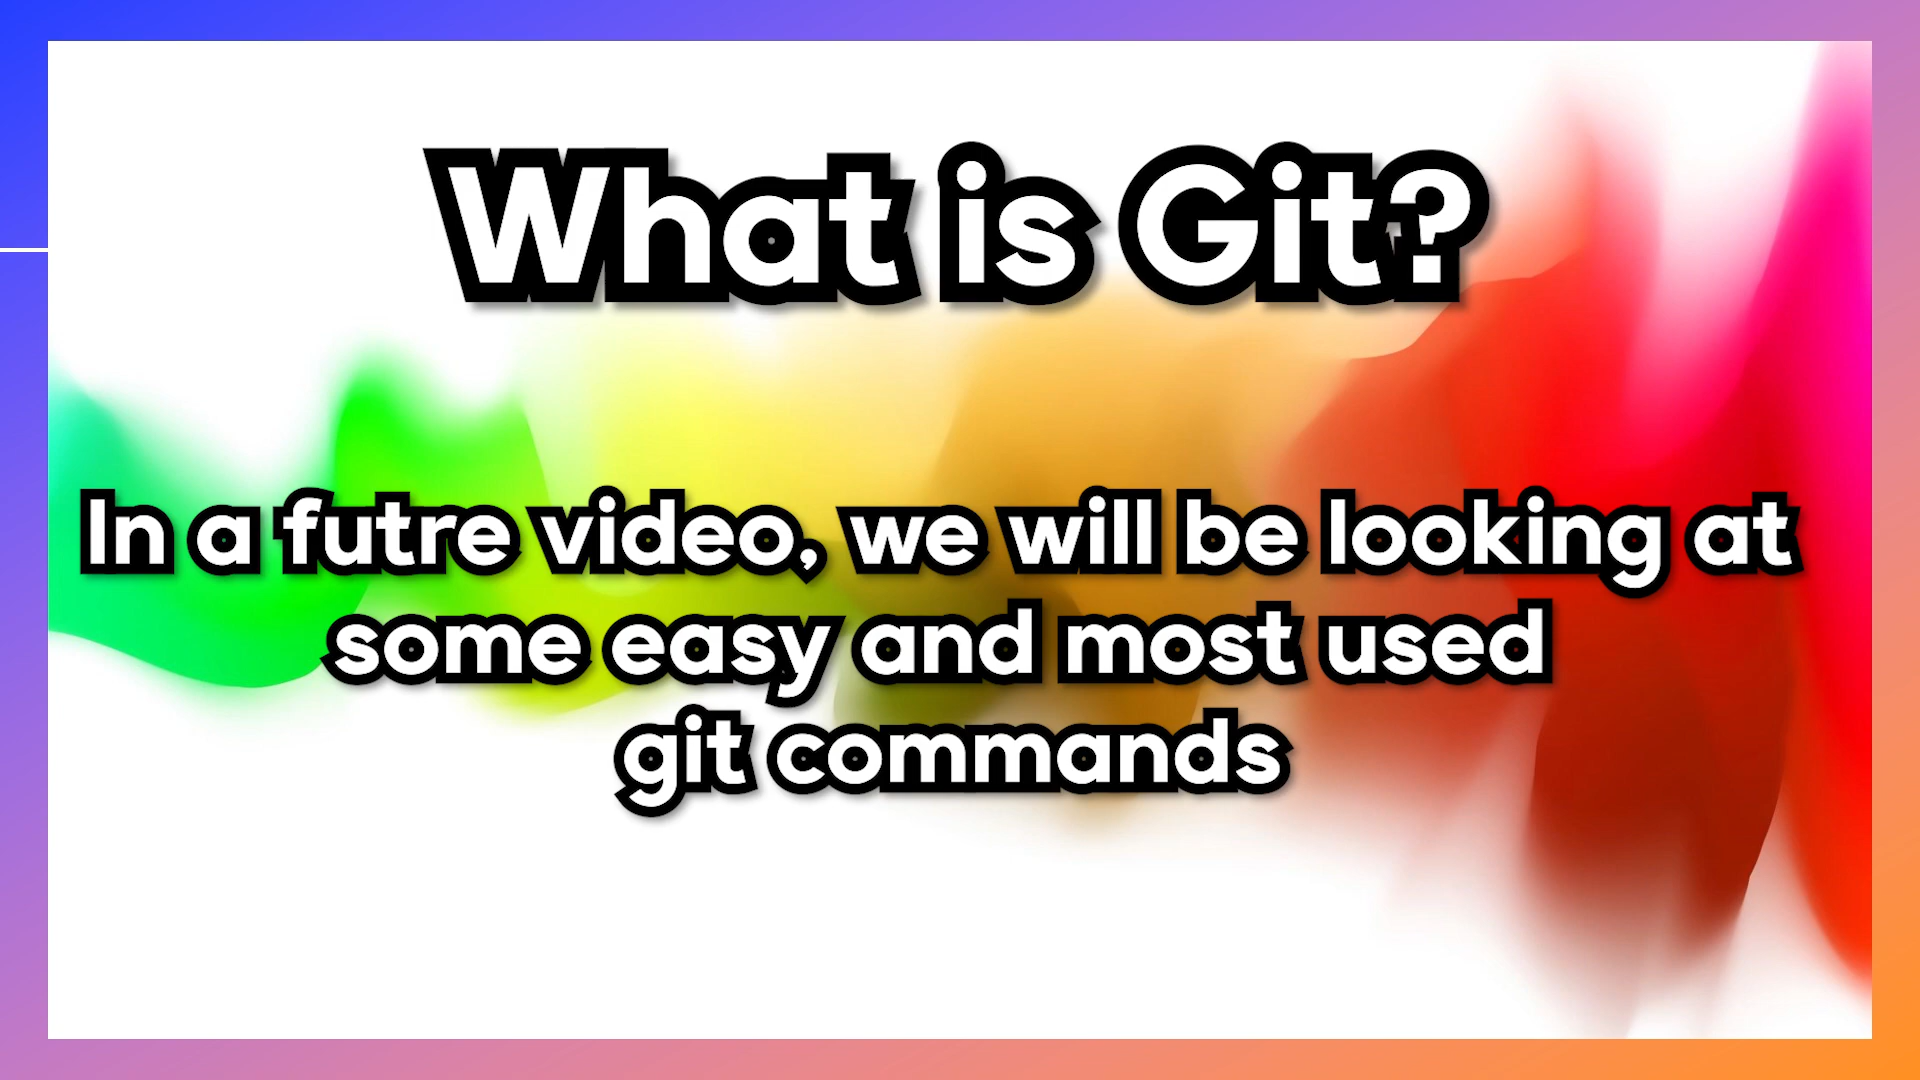 What is Git?
In a futre video, we will be looking at
some easy and most used
git commands